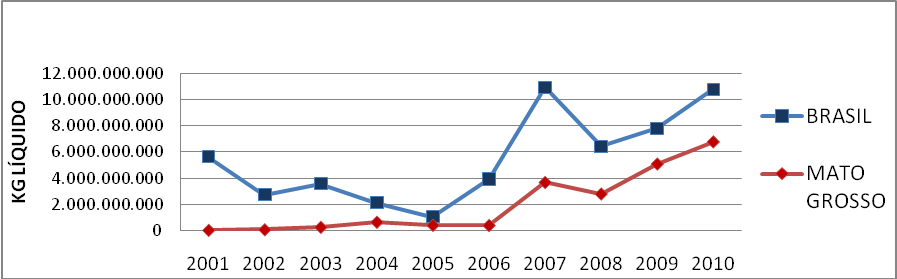 KG LÍQUIDO
12.000.000.000
10.000.000.000
8.000.000.000
6.000.000.000
4.000.000.000
2.000.000.000
0
2001 2002 2003 2004 2005 2006 2007 2008 2009 2010
BRASIL
MATO
GROSSO